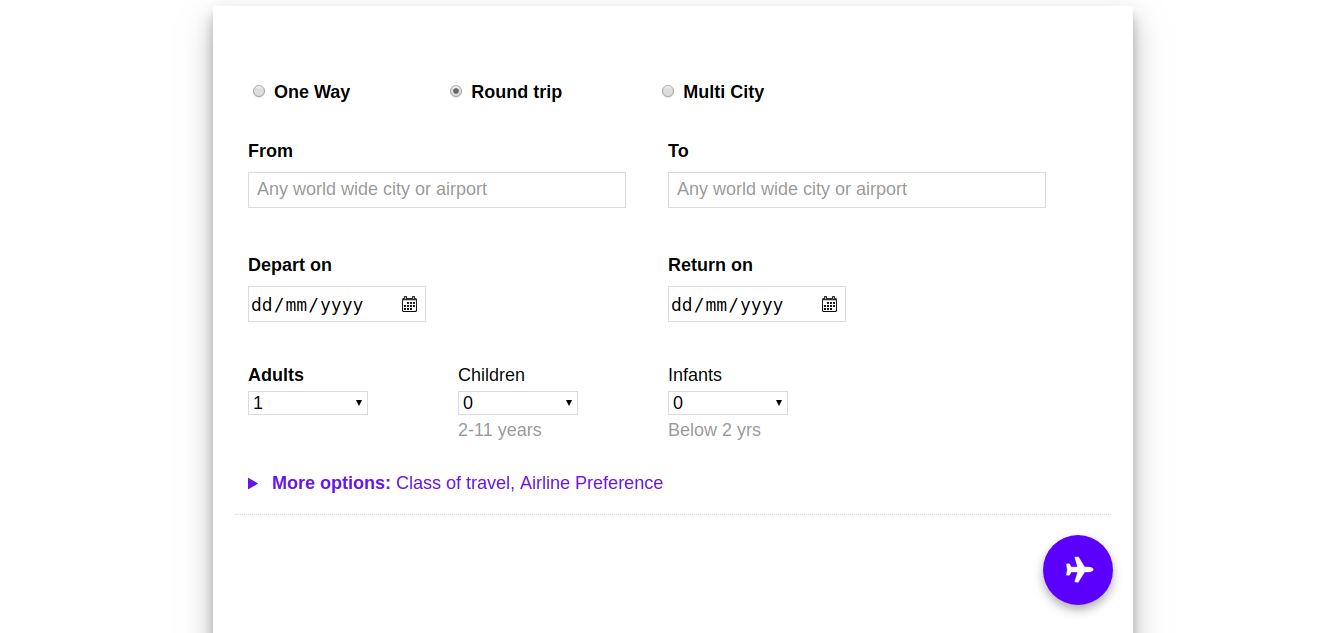 One Way Round trip Multi City
From To
Any world wide city or airport Any world wide city or airport
Depart on Return on
dd/mm/yyyy dd/mm/yyyy
Adults Children Infants
1 0 0
2-11 years Below 2 yrs
More options: Class of travel, Airline Preference